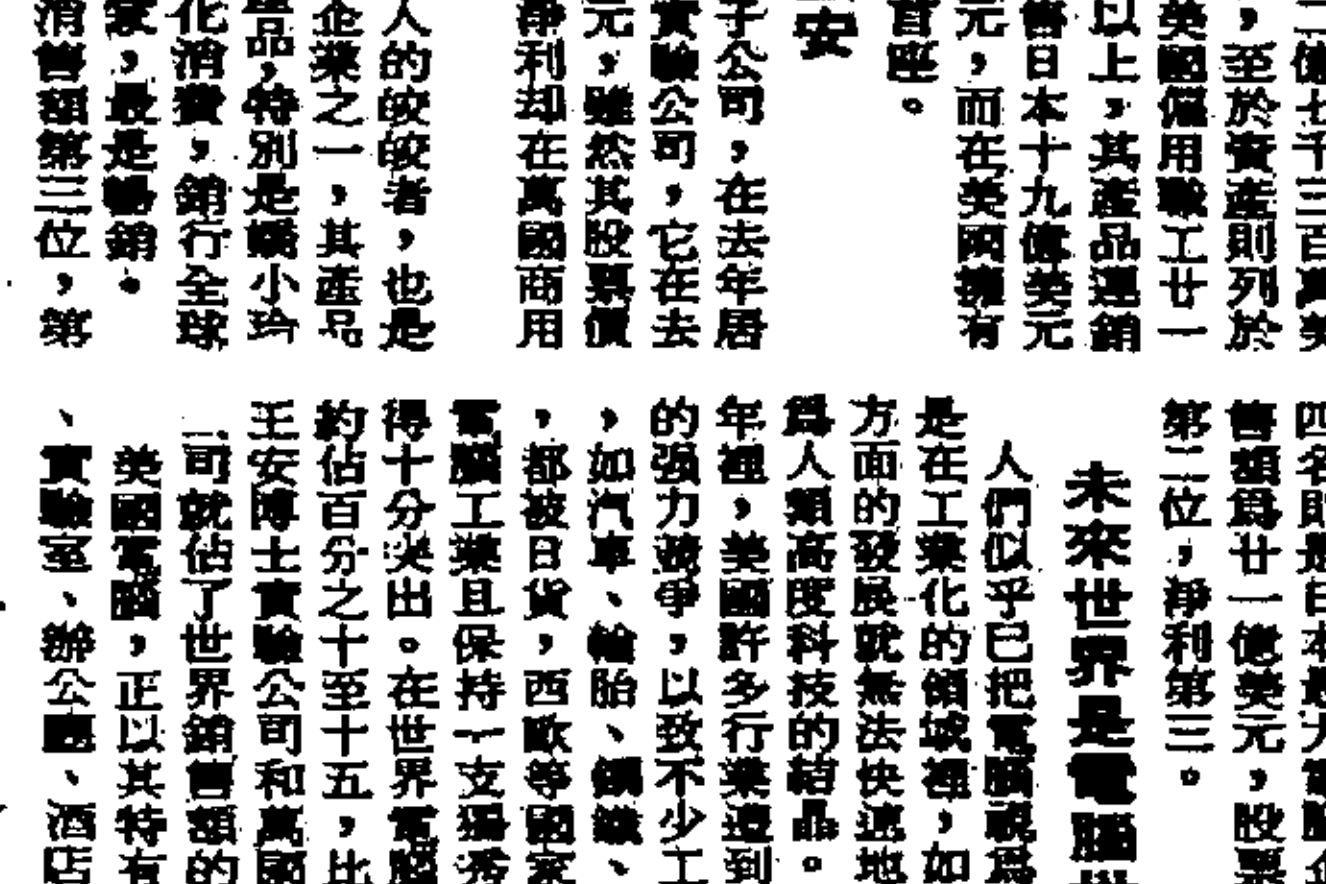 二億七千三百萬美
，至於資產則列於
英國僱用職工廿一
以上，其產品運銷
售日本十九億美元
元，而在美國擁有
首座。
安
子公司，在去年居
實驗公司，它在去
元，雖然其股票價
淨利却在萬國商用
人的皎皎者，也是
企業之一，其產品
產品，特別是嬌小玲
化消費，銷行全球
家，最是暢銷。
消售額第三位，第
四名則是日本最大電腦企
售額爲廿一億美元，股票
第二位，淨利第三。
未來世界是電腦世
人們似乎已把電腦視爲
是在工業化的領域裡，如
方面的發展就無法快速地
爲人類高度科技的結晶。
年裡，美國許多行業遭到
的强力競爭，以致不少工
，如汽車、輪胎、鋼鐵、
，都被日貨，西歐等國家
電腦工業且保持一支獨秀
得十分突出。在世界電腦
約佔百分之十至十五，比
王安博士實驗公司和萬國
司就佔了世界銷售額的
美國電腦，正以其特有
、實驗室、辦公廳、酒店